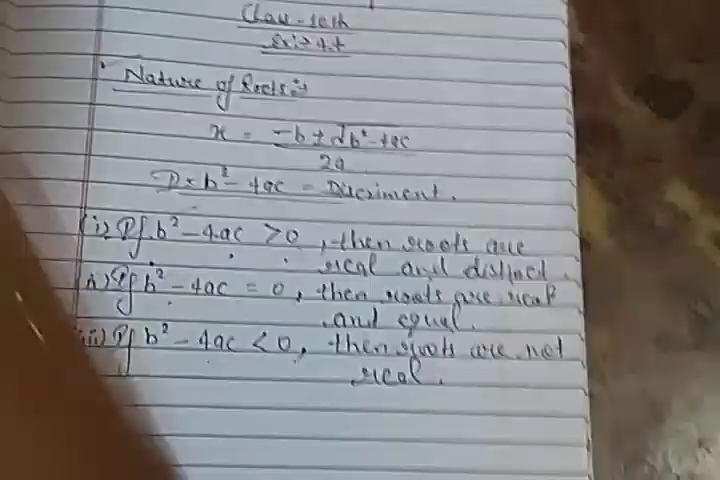 Class-10th
Ex:> 4.4
Nature of Roots:→
x = -b ± √b²-4ac
2a
D = b² - 4ac = Discriment.
(i) If b² - 4ac > 0, then roots are
real and distinct.
ii) If b² - 4ac = 0, then roots are real
and equal.
iii) If b² - 4ac < 0, then roots are not
real.